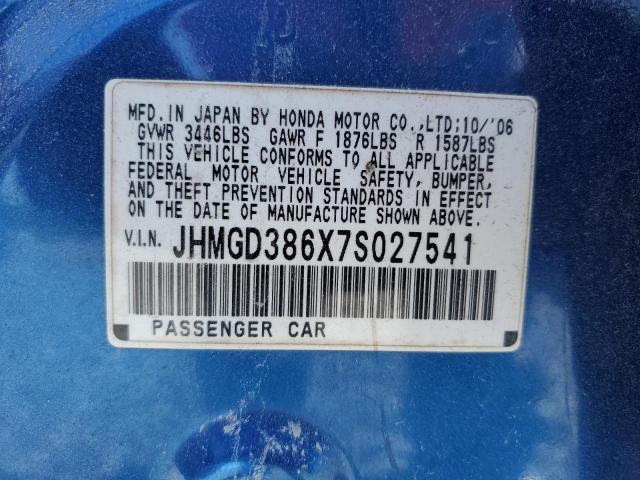 MFD.IN JAPAN BY HONDA MOTOR CO.,LTD;10/'06
GVWR 3446LBS GAWR F 1876LBS R 1587LBS
THIS VEHICLE CONFORMS TO ALL APPLICABLE
FEDERAL MOTOR VEHICLE SAFETY, BUMPER,
AND THEFT PREVENTION STANDARDS IN EFFECT
ON THE DATE OF MANUFACTURE SHOWN ABOVE.
V.I.N. JHMGD386X7S027541
PASSENGER CAR